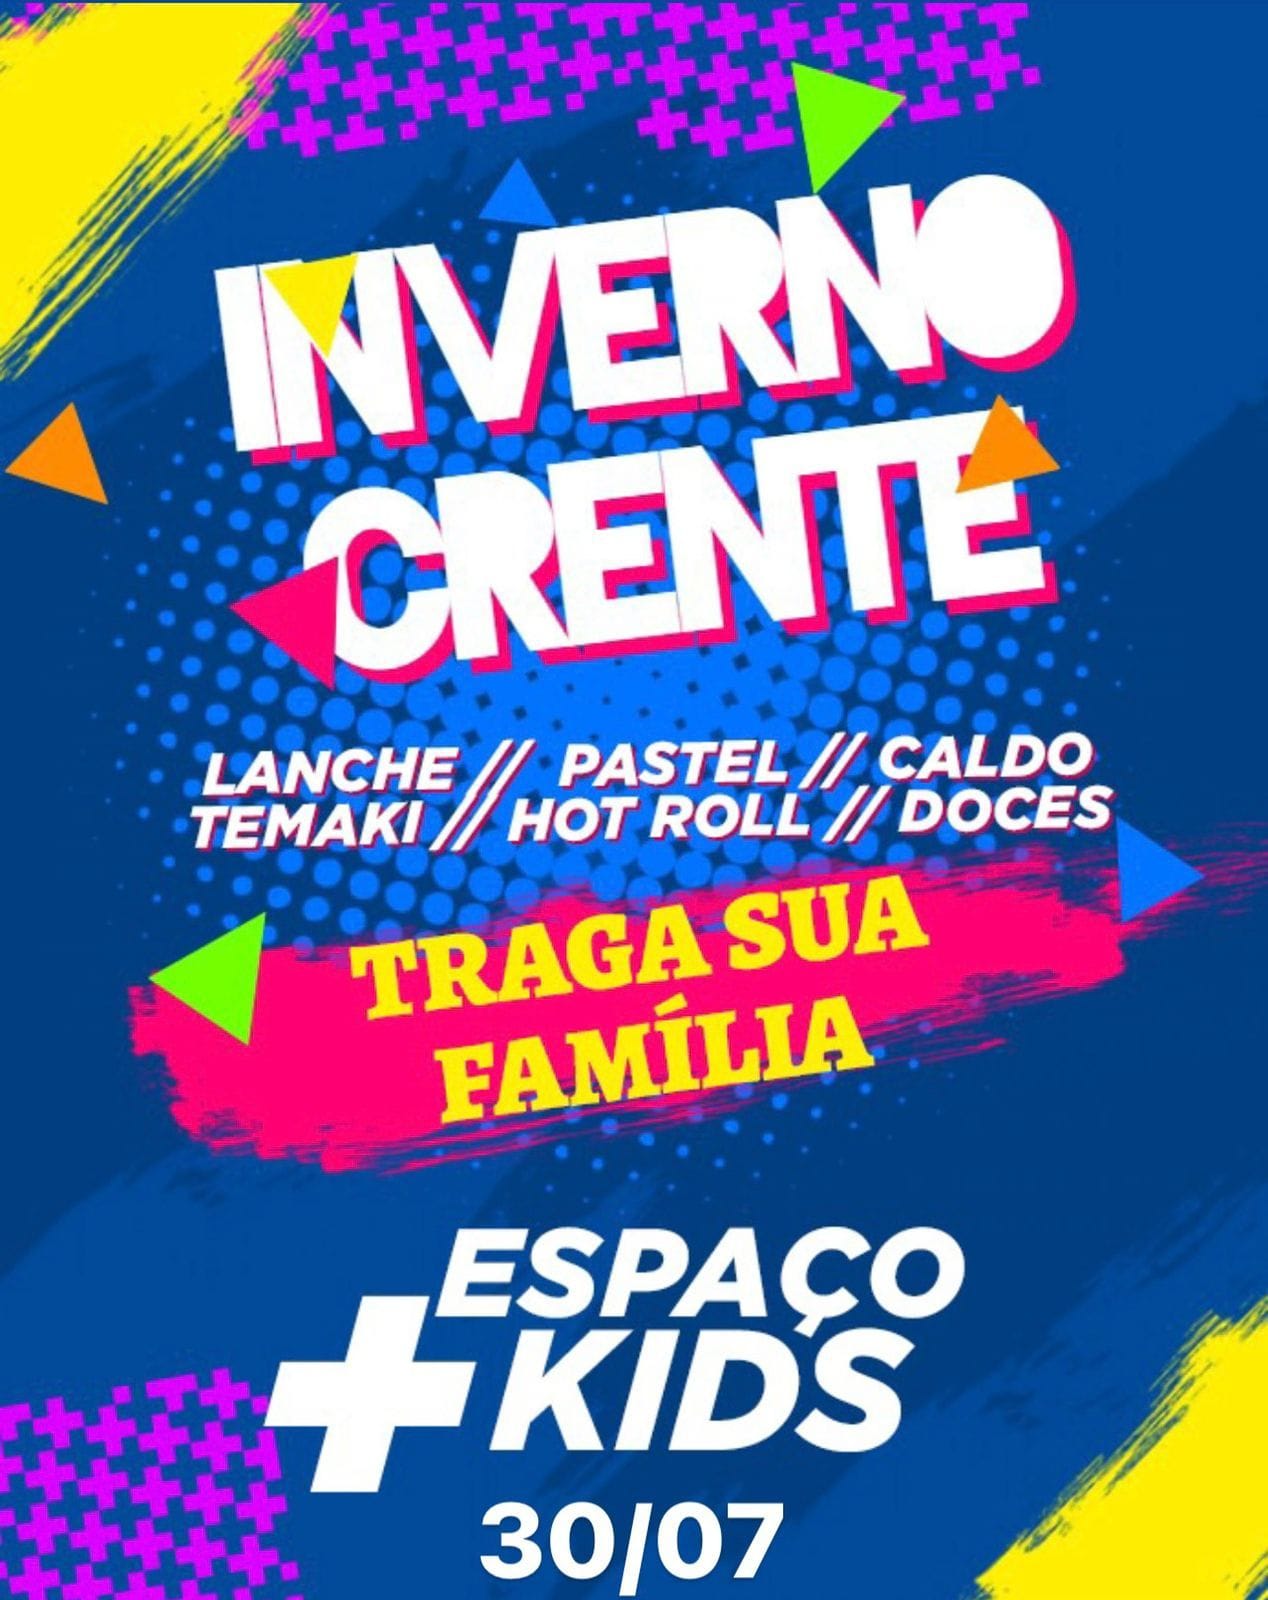 INVERNO
CRENTE
LANCHE // PASTEL // CALDO
TEMAKI // HOT ROLL // DOCES
TRAGA SUA
FAMÍLIA
+ ESPAÇO
KIDS
30/07